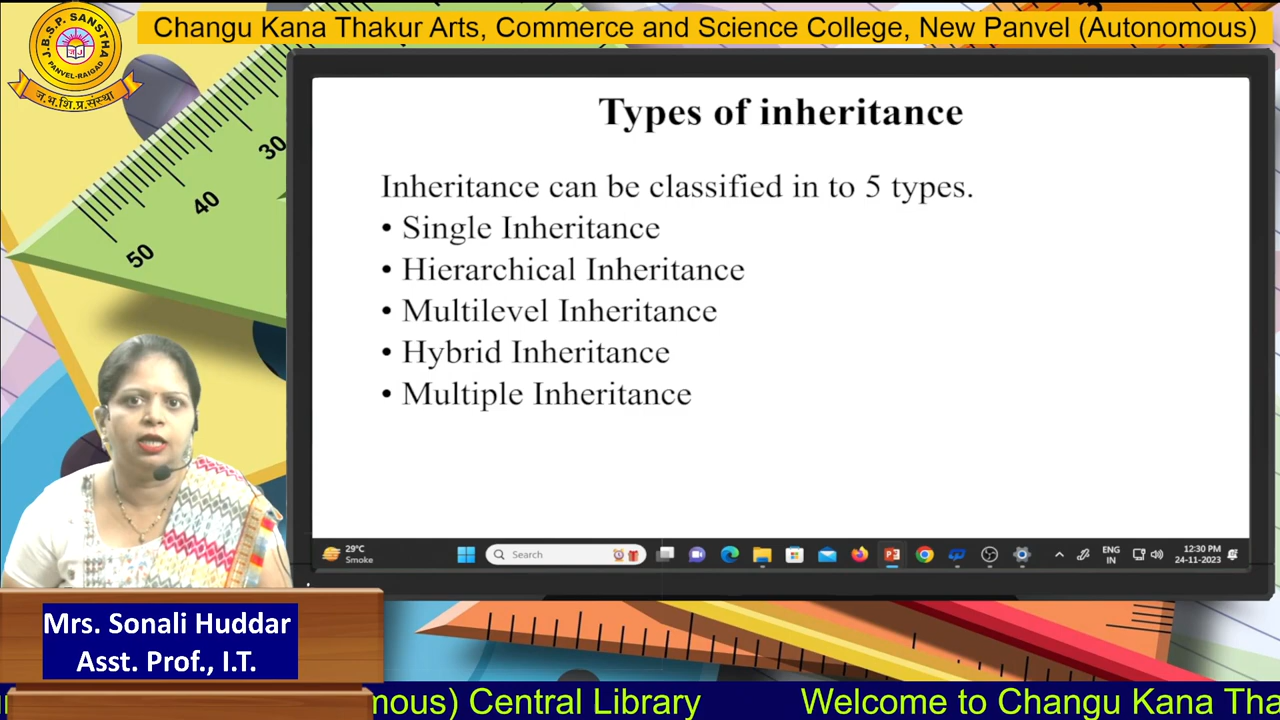 Changu Kana Thakur Arts, Commerce and Science College, New Panvel (Autonomous)
J.B.S.P. SANSTHA
PANVEL-RAIGAD
ज.भ.शि.प्र.संस्था
30
40
50
Types of inheritance
Inheritance can be classified in to 5 types.
• Single Inheritance
• Hierarchical Inheritance
• Multilevel Inheritance
• Hybrid Inheritance
• Multiple Inheritance
29°C
Smoke
Search
ENG
IN
12:30 PM
24-11-2023
Mrs. Sonali Huddar
Asst. Prof., I.T.
mous) Central Library Welcome to Changu Kana Tha